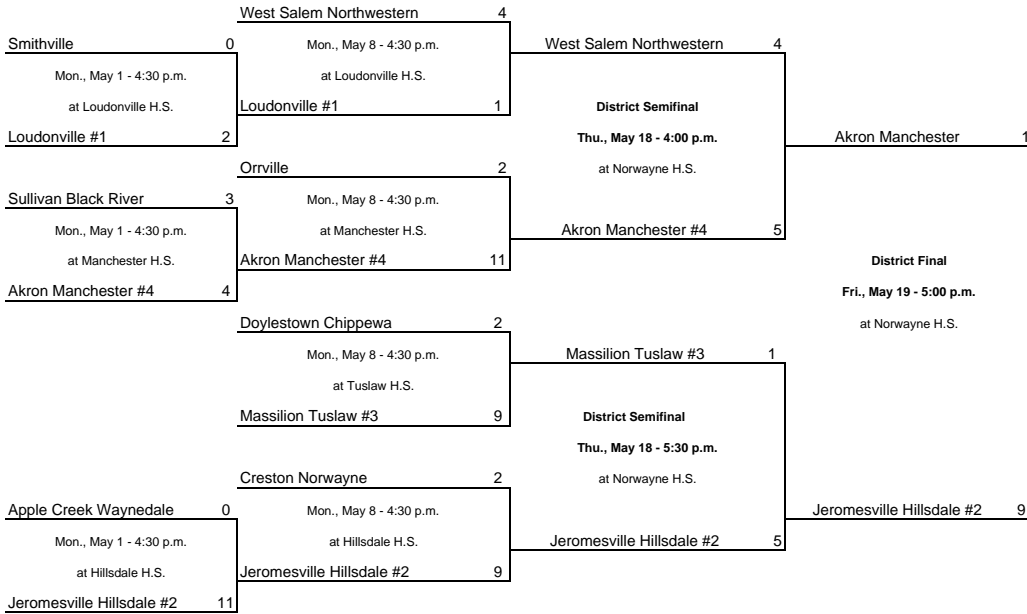 West Salem Northwestern 4
Smithville 0
Mon., May 8 - 4:30 p.m.
West Salem Northwestern 4
Mon., May 1 - 4:30 p.m.
at Loudonville H.S.
at Loudonville H.S.
Loudonville #1 1
District Semifinal
Loudonville #1 2
Thu., May 18 - 4:00 p.m.
Akron Manchester 1
Orrville 2
at Norwayne H.S.
Sullivan Black River 3
Mon., May 8 - 4:30 p.m.
Mon., May 1 - 4:30 p.m.
at Manchester H.S.
Akron Manchester #4 5
at Manchester H.S.
Akron Manchester #4 11
District Final
Akron Manchester #4 4
Fri., May 19 - 5:00 p.m.
Doylestown Chippewa 2
at Norwayne H.S.
Mon., May 8 - 4:30 p.m.
Massilion Tuslaw #3 1
at Tuslaw H.S.
Massilion Tuslaw #3 9
District Semifinal
Thu., May 18 - 5:30 p.m.
Creston Norwayne 2
at Norwayne H.S.
Apple Creek Waynedale 0
Mon., May 8 - 4:30 p.m.
Jeromesville Hillsdale #2 9
Mon., May 1 - 4:30 p.m.
at Hillsdale H.S.
Jeromesville Hillsdale #2 5
at Hillsdale H.S.
Jeromesville Hillsdale #2 9
Jeromesville Hillsdale #2 11